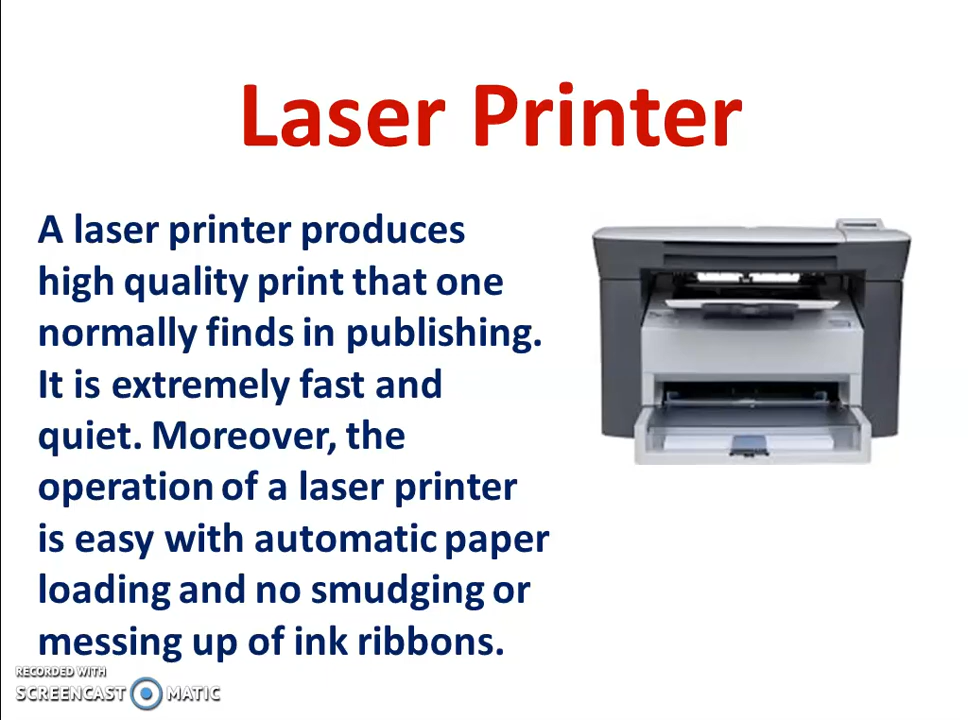 Laser Printer
A laser printer produces
high quality print that one
normally finds in publishing.
It is extremely fast and
quiet. Moreover, the
operation of a laser printer
is easy with automatic paper
loading and no smudging or
messing up of ink ribbons.
RECORDED WITH
SCREENCAST MATIC